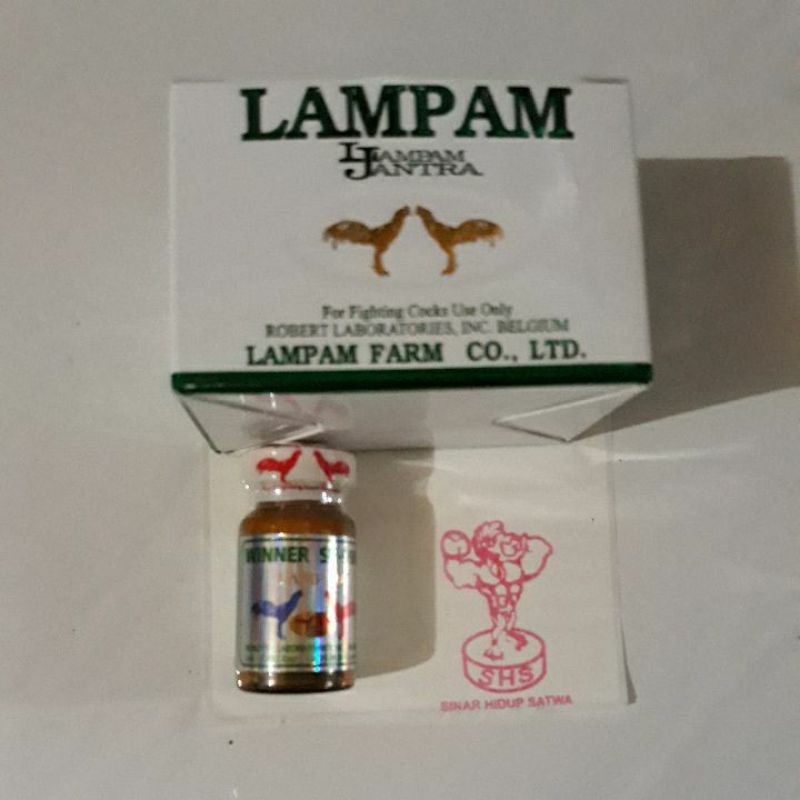 LAMPAM
LAMPAM
JANTRA
For Fighting Cocks Use Only
ROBERT LABORATORIES, INC. BELGIUM
LAMPAM FARM CO., LTD.
WINNER
SHS
SINAR HIDUP SATWA